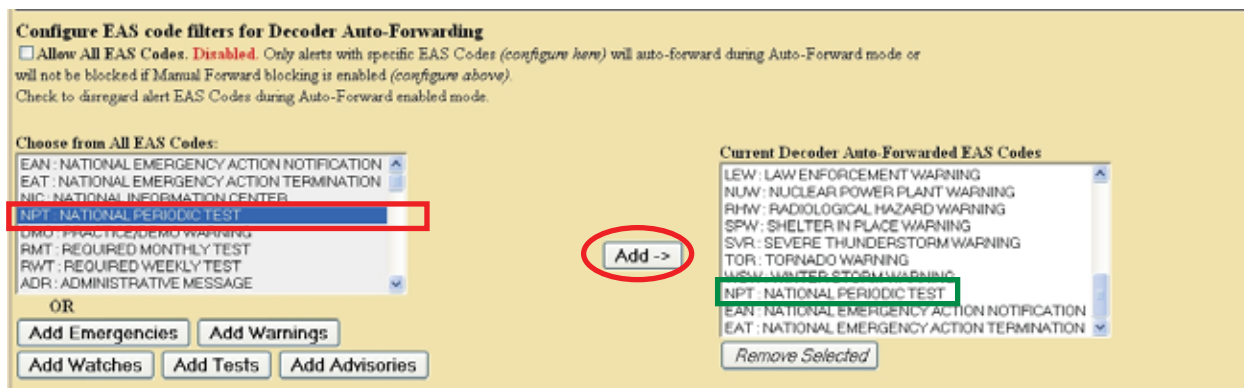 Configure EAS code filters for Decoder Auto-Forwarding
Allow All EAS Codes. Disabled. Only alerts with specific EAS Codes (configure here) will auto-forward during Auto-Forward mode or
will not be blocked if Manual Forward blocking is enabled (configure above).
Check to disregard alert EAS Codes during Auto-Forward enabled mode.
Choose from All EAS Codes:
EAN : NATIONAL EMERGENCY ACTION NOTIFICATION
EAT : NATIONAL EMERGENCY ACTION TERMINATION
NIC : NATIONAL INFORMATION CENTER
NPT : NATIONAL PERIODIC TEST
DMO : PRACTICE/DEMO WARNING
RMT : REQUIRED MONTHLY TEST
RWT : REQUIRED WEEKLY TEST
ADR : ADMINISTRATIVE MESSAGE
OR
Add Emergencies Add Warnings
Add Watches Add Tests Add Advisories
Add ->
Current Decoder Auto-Forwarded EAS Codes
LEW : LAW ENFORCEMENT WARNING
NUW : NUCLEAR POWER PLANT WARNING
RHW : RADIOLOGICAL HAZARD WARNING
SPW : SHELTER IN PLACE WARNING
SVR : SEVERE THUNDERSTORM WARNING
TOR : TORNADO WARNING
WSW : WINTER STORM WARNING
NPT : NATIONAL PERIODIC TEST
EAN : NATIONAL EMERGENCY ACTION NOTIFICATION
EAT : NATIONAL EMERGENCY ACTION TERMINATION
Remove Selected